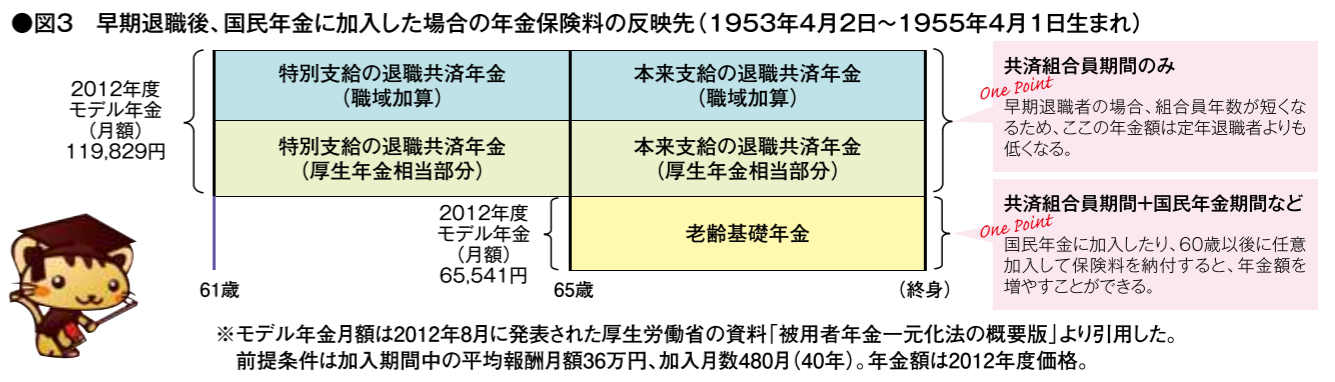 ●図3 早期退職後、国民年金に加入した場合の年金保険料の反映先（1953年4月2日～1955年4月1日生まれ）
2012年度
モデル年金
（月額）
119,829円
特別支給の退職共済年金
（職域加算）
本来支給の退職共済年金
（職域加算）
特別支給の退職共済年金
（厚生年金相当部分）
本来支給の退職共済年金
（厚生年金相当部分）
共済組合員期間のみ
One Point
早期退職者の場合、組合員年数が短くな
るため、ここの年金額は定年退職者よりも
低くなる。
2012年度
モデル年金
（月額）
65,541円
老齢基礎年金
共済組合員期間＋国民年金期間など
One Point
国民年金に加入したり、60歳以後に任意
加入して保険料を納付すると、年金額を
増やすことができる。
61歳
65歳
（終身）
※モデル年金月額は2012年8月に発表された厚生労働省の資料「被用者年金一元化法の概要版」より引用した。
前提条件は加入期間中の平均報酬月額36万円、加入月数480月（40年）。年金額は2012年度価格。